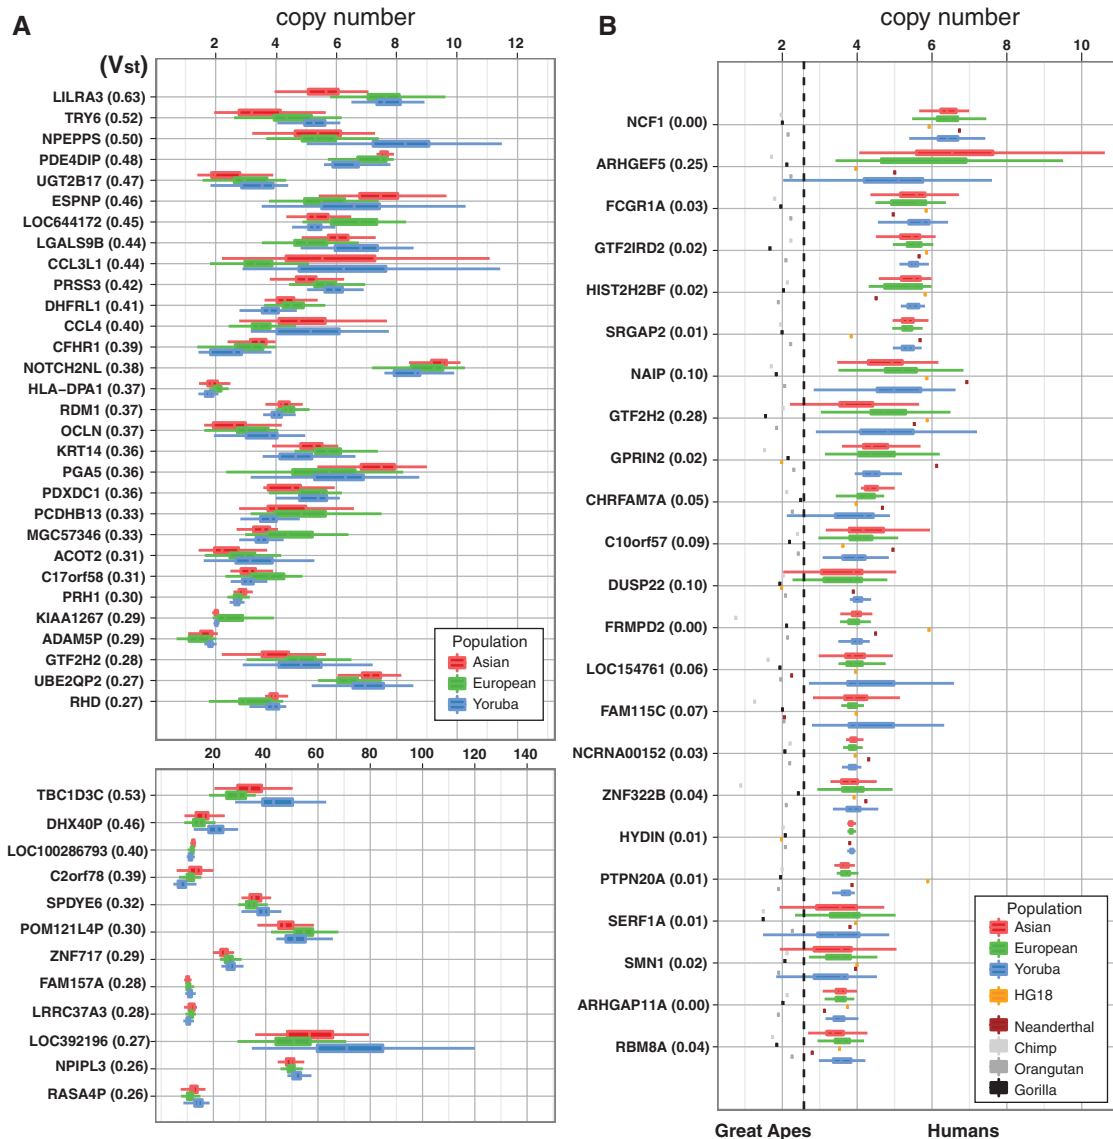 A
copy number
2 4 6 8 10 12
(Vst)
LILRA3 (0.63)
TRY6 (0.52)
NPEPPS (0.50)
PDE4DIP (0.48)
UGT2B17 (0.47)
ESPNP (0.46)
LOC644172 (0.45)
LGALS9B (0.44)
CCL3L1 (0.44)
PRSS3 (0.42)
DHFRL1 (0.41)
CCL4 (0.40)
CFHR1 (0.39)
NOTCH2NL (0.38)
HLA−DPA1 (0.37)
RDM1 (0.37)
OCLN (0.37)
KRT14 (0.36)
PGA5 (0.36)
PDXDC1 (0.36)
PCDHB13 (0.33)
MGC57346 (0.33)
ACOT2 (0.31)
C17orf58 (0.31)
PRH1 (0.30)
KIAA1267 (0.29)
ADAM5P (0.29)
GTF2H2 (0.28)
UBE2QP2 (0.27)
RHD (0.27)
Population
Asian
European
Yoruba
20 40 60 80 100 120 140
TBC1D3C (0.53)
DHX40P (0.46)
LOC100286793 (0.40)
C2orf78 (0.39)
SPDYE6 (0.32)
POM121L4P (0.30)
ZNF717 (0.29)
FAM157A (0.28)
LRRC37A3 (0.28)
LOC392196 (0.27)
NPIPL3 (0.26)
RASA4P (0.26)
B
copy number
2 4 6 8 10
NCF1 (0.00)
ARHGEF5 (0.25)
FCGR1A (0.03)
GTF2IRD2 (0.02)
HIST2H2BF (0.02)
SRGAP2 (0.01)
NAIP (0.10)
GTF2H2 (0.28)
GPRIN2 (0.02)
CHRFAM7A (0.05)
C10orf57 (0.09)
DUSP22 (0.10)
FRMPD2 (0.00)
LOC154761 (0.06)
FAM115C (0.07)
NCRNA00152 (0.03)
ZNF322B (0.04)
HYDIN (0.01)
PTPN20A (0.01)
SERF1A (0.01)
SMN1 (0.02)
ARHGAP11A (0.00)
RBM8A (0.04)
Population
Asian
European
Yoruba
HG18
Neanderthal
Chimp
Orangutan
Gorilla
Great Apes Humans